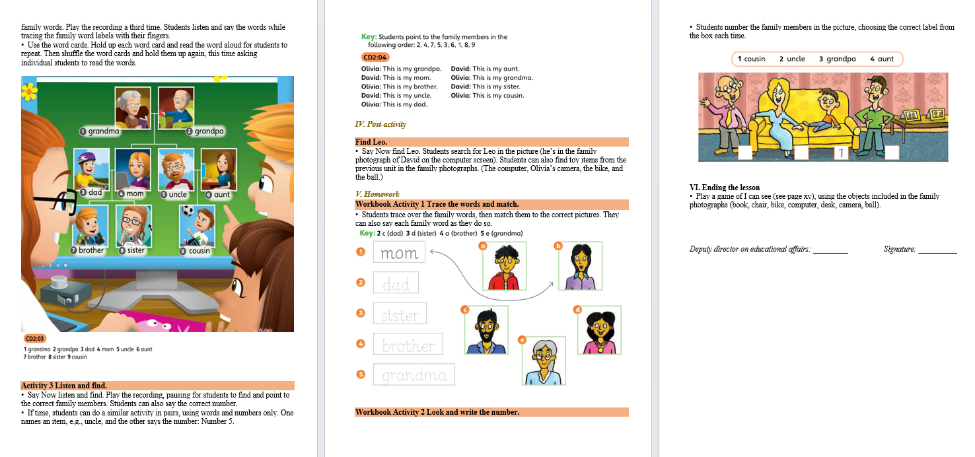 family words. Play the recording a third time. Students listen and say the words while
tracing the family word labels with their fingers.
• Use the word cards. Hold up each word card and read the word aloud for students to
repeat. Then shuffle the word cards and hold them up again, this time asking
individual students to read the words.
1 grandma
2 grandpa
3 dad
4 mom
5 uncle
6 aunt
7 brother
8 sister
9 cousin
CD2:03
1 grandma 2 grandpa 3 dad 4 mom 5 uncle 6 aunt
7 brother 8 sister 9 cousin
Activity 3 Listen and find.
• Say Now listen and find. Play the recording, pausing for students to find and point to
the correct family members. Students can also say the correct number.
• If time, students can do a similar activity in pairs, using words and numbers only. One
names an item, e.g., uncle, and the other says the number: Number 5.
Key: Students point to the family members in the
following order: 2, 4, 7, 5, 3, 6, 1, 8, 9
CD2:04
Olivia: This is my grandpa.
David: This is my mom.
Olivia: This is my brother.
David: This is my uncle.
Olivia: This is my dad.
David: This is my aunt.
Olivia: This is my grandma.
David: This is my sister.
Olivia: This is my cousin.
IV. Post-activity
Find Leo.
• Say Now find Leo. Students search for Leo in the picture (he's in the family
photograph of David on the computer screen). Students can also find toy items from the
previous unit in the family photographs. (The computer, Olivia's camera, the bike, and
the ball.)
V. Homework
Workbook Activity 1 Trace the words and match.
• Students trace over the family words, then match them to the correct pictures. They
can also say each family word as they do so.
Key: 2 c (dad) 3 d (sister) 4 a (brother) 5 e (grandma)
1 mom
2 dad
3 sister
4 brother
5 grandma
a
b
c
d
e
Workbook Activity 2 Look and write the number.
• Students number the family members in the picture, choosing the correct label from
the box each time.
1 cousin 2 uncle 3 grandpa 4 aunt
1
VI. Ending the lesson
• Play a game of I can see (see page xv), using the objects included in the family
photographs (book, chair, bike, computer, desk, camera, ball).
Deputy director on educational affairs: ________ Signature: ________